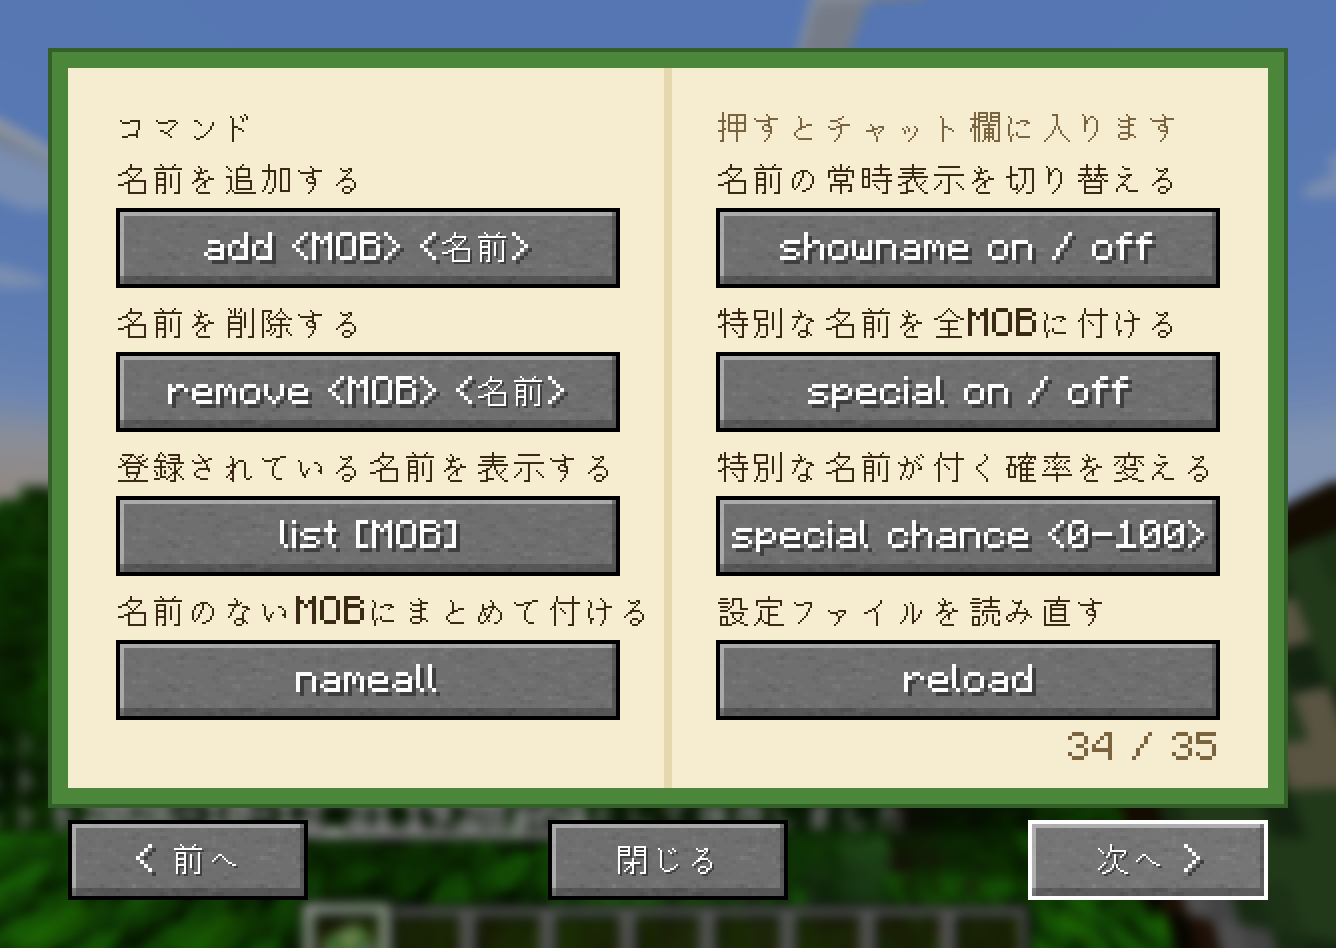 コマンド
名前を追加する
add <MOB> <名前>
名前を削除する
remove <MOB> <名前>
登録されている名前を表示する
list [MOB]
名前のないMOBにまとめて付ける
nameall
押すとチャット欄に入ります
名前の常時表示を切り替える
showname on / off
特別な名前を全MOBに付ける
special on / off
特別な名前が付く確率を変える
special chance <0-100>
設定ファイルを読み直す
reload
34 / 35
< 前へ
閉じる
次へ >